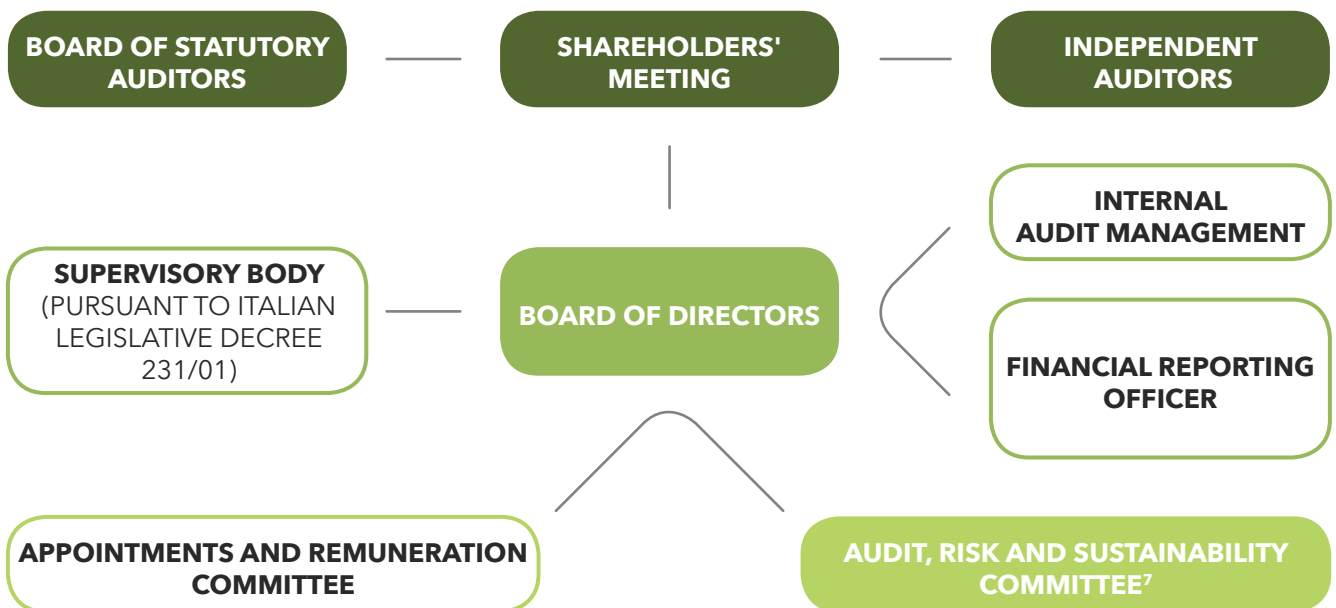 BOARD OF STATUTORY
AUDITORS
SHAREHOLDERS'
MEETING
INDEPENDENT
AUDITORS
INTERNAL
AUDIT MANAGEMENT
SUPERVISORY BODY
(PURSUANT TO ITALIAN
LEGISLATIVE DECREE
231/01)
BOARD OF DIRECTORS
FINANCIAL REPORTING
OFFICER
APPOINTMENTS AND REMUNERATION
COMMITTEE
AUDIT, RISK AND SUSTAINABILITY
COMMITTEE⁷